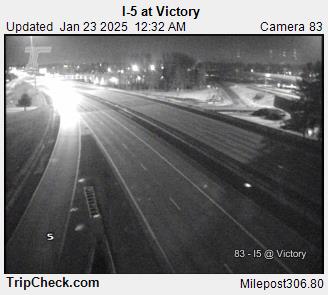 I-5 at Victory
Updated  Jan 23 2025  12:32 AM
Camera 83
S
83 - I5 @ Victory
TripCheck.com
Milepost306.80